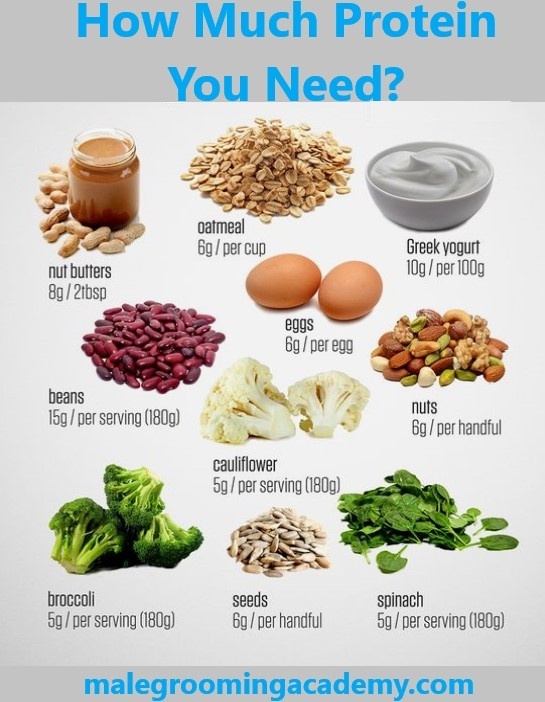 How Much Protein
You Need?
nut butters
8g / 2tbsp
oatmeal
6g / per cup
Greek yogurt
10g / per 100g
eggs
6g / per egg
beans
15g / per serving (180g)
nuts
6g / per handful
cauliflower
5g / per serving (180g)
broccoli
5g / per serving (180g)
seeds
6g / per handful
spinach
5g / per serving (180g)
malegroomingacademy.com